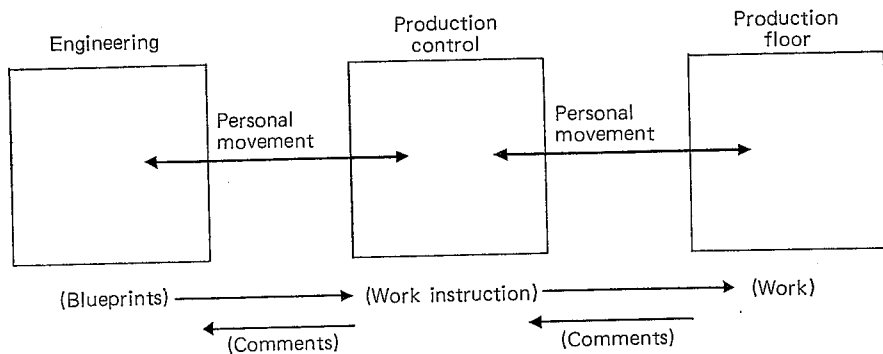 Engineering
Production
control
Production
floor
Personal
movement
Personal
movement
(Blueprints)
(Work instruction)
(Work)
(Comments)
(Comments)